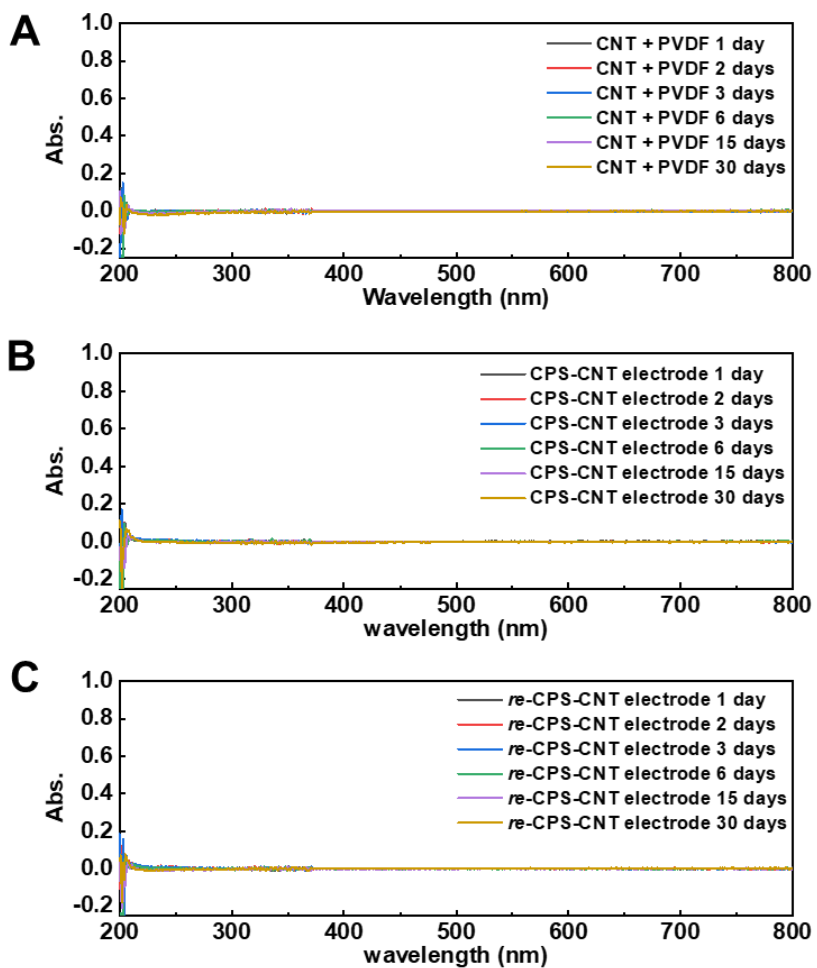 A
1.0
0.8
0.6
0.4
0.2
0.0
-0.2
Abs.
CNT + PVDF 1 day
CNT + PVDF 2 days
CNT + PVDF 3 days
CNT + PVDF 6 days
CNT + PVDF 15 days
CNT + PVDF 30 days
200 300 400 500 600 700 800
Wavelength (nm)
B
1.0
0.8
0.6
0.4
0.2
0.0
-0.2
Abs.
CPS-CNT electrode 1 day
CPS-CNT electrode 2 days
CPS-CNT electrode 3 days
CPS-CNT electrode 6 days
CPS-CNT electrode 15 days
CPS-CNT electrode 30 days
200 300 400 500 600 700 800
wavelength (nm)
C
1.0
0.8
0.6
0.4
0.2
0.0
-0.2
Abs.
re-CPS-CNT electrode 1 day
re-CPS-CNT electrode 2 days
re-CPS-CNT electrode 3 days
re-CPS-CNT electrode 6 days
re-CPS-CNT electrode 15 days
re-CPS-CNT electrode 30 days
200 300 400 500 600 700 800
wavelength (nm)